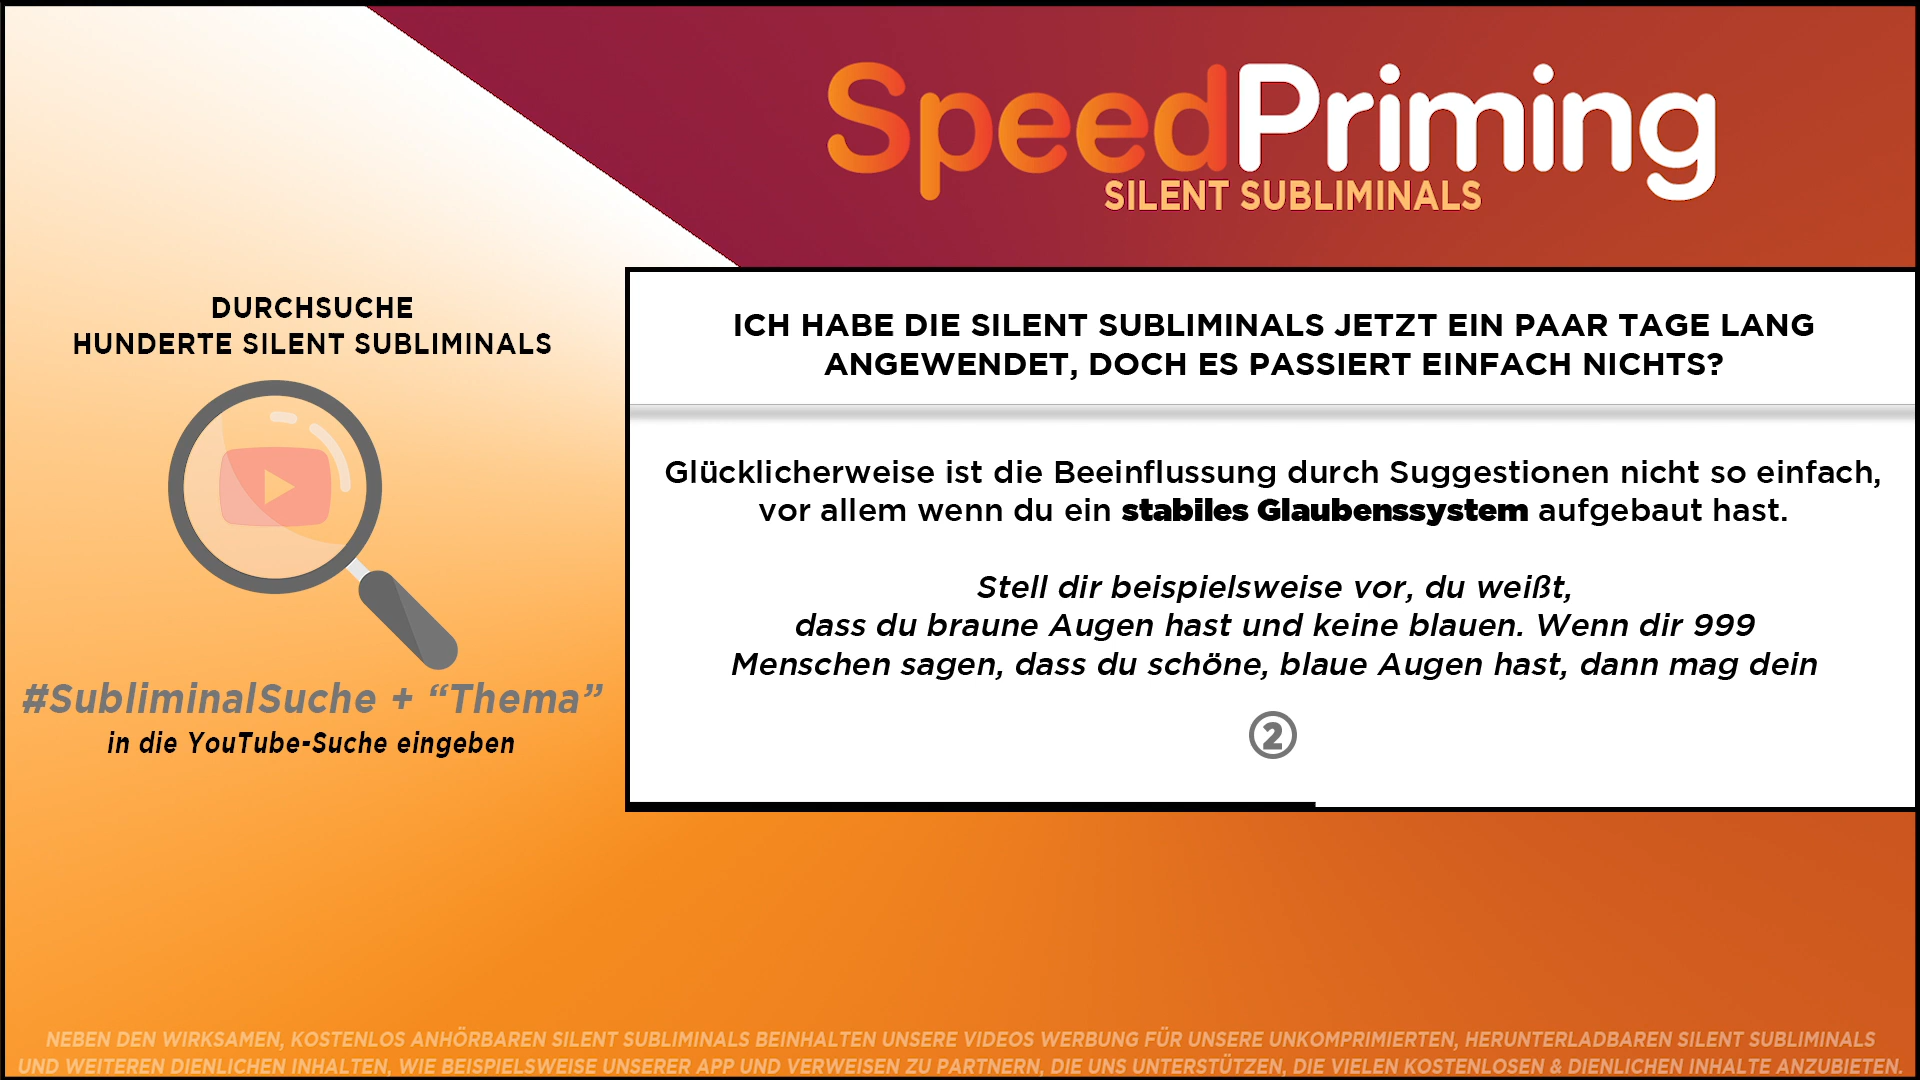 SpeedPriming
SILENT SUBLIMINALS
DURCHSUCHE
HUNDERTE SILENT SUBLIMINALS
#SubliminalSuche + “Thema”
in die YouTube-Suche eingeben
ICH HABE DIE SILENT SUBLIMINALS JETZT EIN PAAR TAGE LANG
ANGEWENDET, DOCH ES PASSIERT EINFACH NICHTS?
Glücklicherweise ist die Beeinflussung durch Suggestionen nicht so einfach,
vor allem wenn du ein stabiles Glaubenssystem aufgebaut hast.
Stell dir beispielsweise vor, du weißt,
dass du braune Augen hast und keine blauen. Wenn dir 999
Menschen sagen, dass du schöne, blaue Augen hast, dann mag dein
2
NEBEN DEN WIRKSAMEN, KOSTENLOS ANHÖRBAREN SILENT SUBLIMINALS BEINHALTEN UNSERE VIDEOS WERBUNG FÜR UNSERE UNKOMPRIMIERTEN, HERUNTERLADBAREN SILENT SUBLIMINALS
UND WEITEREN DIENLICHEN INHALTEN, WIE BEISPIELSWEISE UNSERER APP UND VERWEISEN ZU PARTNERN, DIE UNS UNTERSTÜTZEN, DIE VIELEN KOSTENLOSEN & DIENLICHEN INHALTE ANZUBIETEN.